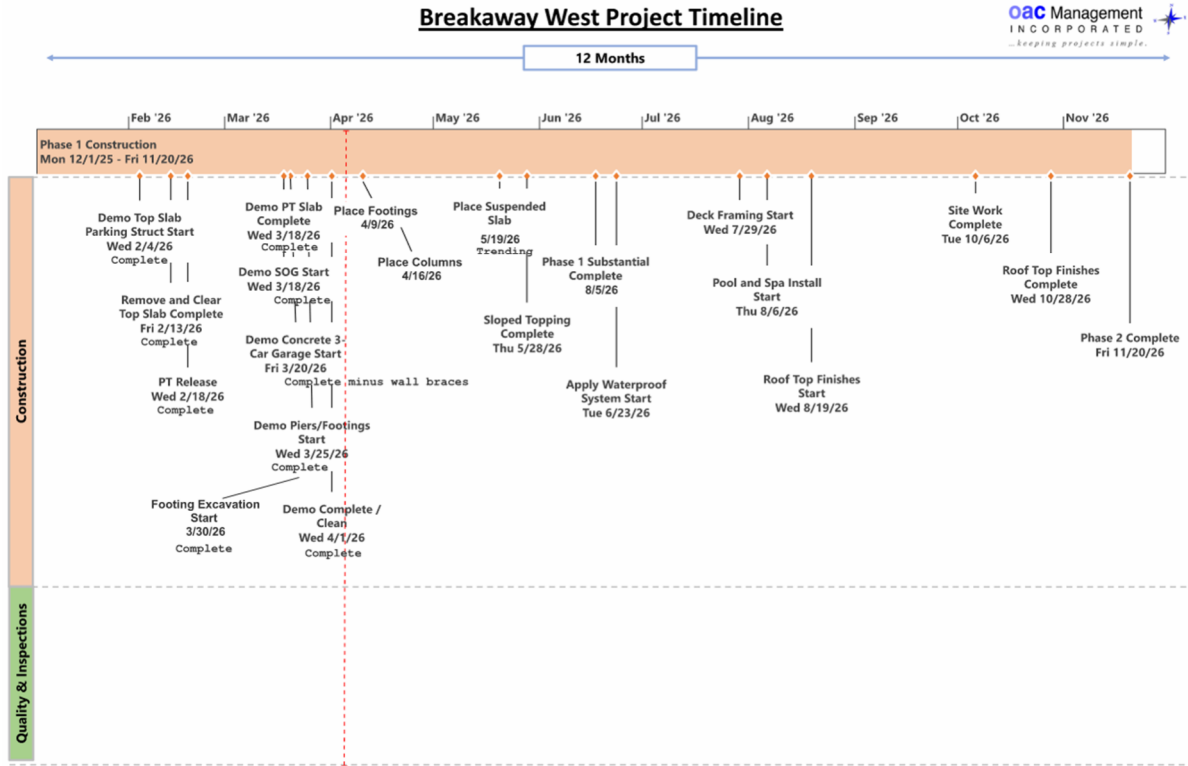 Breakaway West Project Timeline
oac Management
INCORPORATED
...keeping projects simple.
12 Months
Feb '26
Mar '26
Apr '26
May '26
Jun '26
Jul '26
Aug '26
Sep '26
Oct '26
Nov '26
Phase 1 Construction
Mon 12/1/25 - Fri 11/20/26
Construction
Demo Top Slab
Parking Struct Start
Wed 2/4/26
Complete
Remove and Clear
Top Slab Complete
Fri 2/13/26
Complete
PT Release
Wed 2/18/26
Complete
Demo PT Slab
Complete
Wed 3/18/26
Complete
Demo SOG Start
Wed 3/18/26
Complete
Demo Concrete 3-
Car Garage Start
Fri 3/20/26
Complete minus wall braces
Demo Piers/Footings
Start
Wed 3/25/26
Complete
Footing Excavation
Start
3/30/26
Complete
Demo Complete /
Clean
Wed 4/1/26
Complete
Place Footings
4/9/26
Place Columns
4/16/26
Place Suspended
Slab
5/19/26
Trending
Sloped Topping
Complete
Thu 5/28/26
Phase 1 Substantial
Complete
8/5/26
Apply Waterproof
System Start
Tue 6/23/26
Deck Framing Start
Wed 7/29/26
Pool and Spa Install
Start
Thu 8/6/26
Roof Top Finishes
Start
Wed 8/19/26
Site Work
Complete
Tue 10/6/26
Roof Top Finishes
Complete
Wed 10/28/26
Phase 2 Complete
Fri 11/20/26
Quality & Inspections